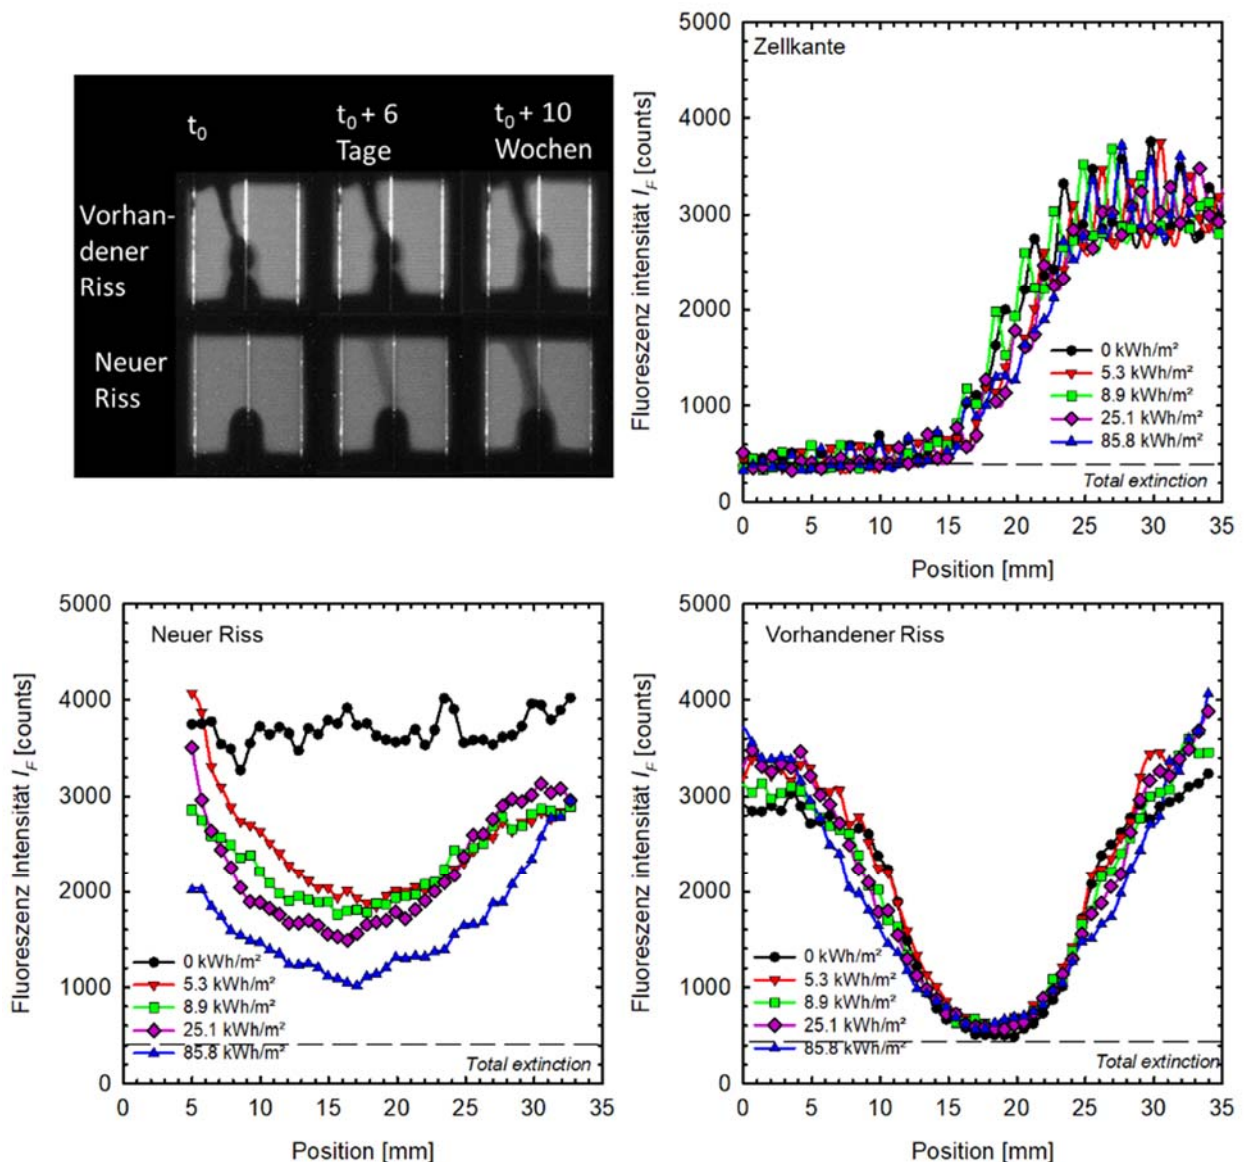 t0
t0 + 6
Tage
t0 + 10
Wochen
Vorhan-
dener
Riss
Neuer
Riss
Zellkante
Fluoreszenz intensität IF [counts]
5000
4000
3000
2000
1000
0
0 kWh/m²
5.3 kWh/m²
8.9 kWh/m²
25.1 kWh/m²
85.8 kWh/m²
Total extinction
0 5 10 15 20 25 30 35
Position [mm]
Neuer Riss
Fluoreszenz Intensität IF [counts]
5000
4000
3000
2000
1000
0
0 kWh/m²
5.3 kWh/m²
8.9 kWh/m²
25.1 kWh/m²
85.8 kWh/m²
Total extinction
0 5 10 15 20 25 30 35
Position [mm]
Vorhandener Riss
Fluoreszenz intensität IF [counts]
5000
4000
3000
2000
1000
0
0 kWh/m²
5.3 kWh/m²
8.9 kWh/m²
25.1 kWh/m²
85.8 kWh/m²
Total extinction
0 5 10 15 20 25 30 35
Position [mm]